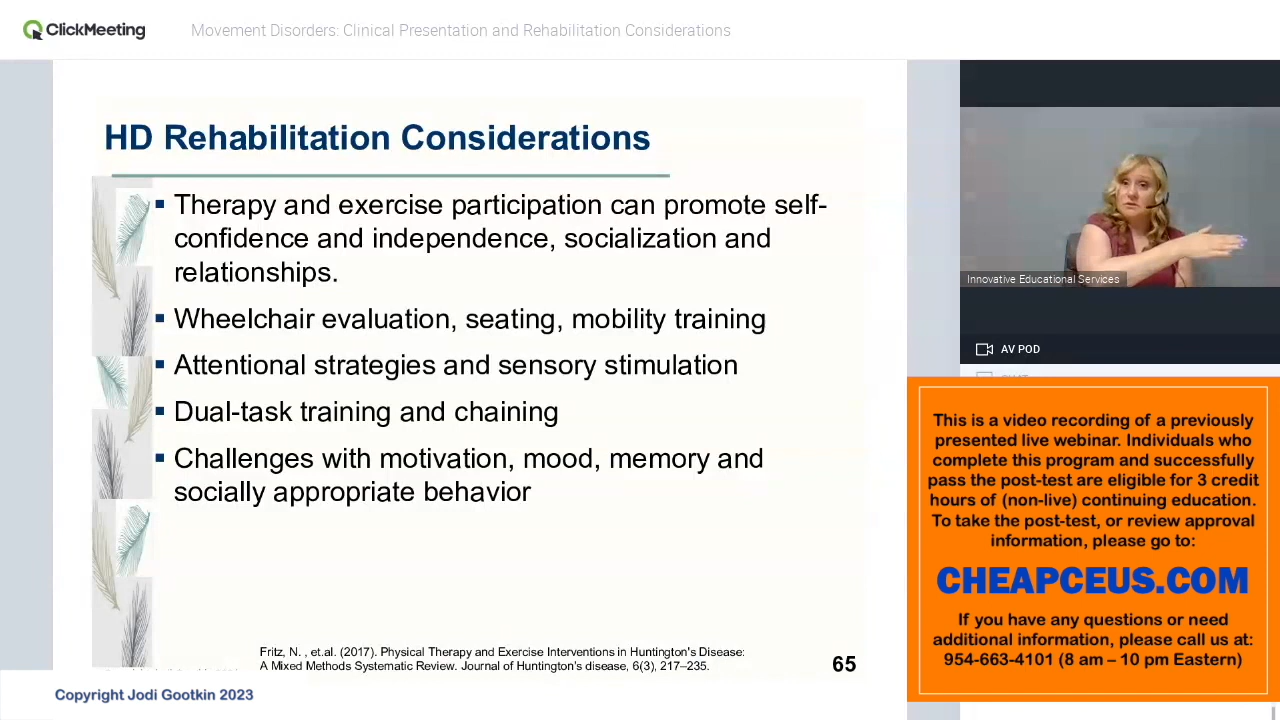 ClickMeeting
Movement Disorders: Clinical Presentation and Rehabilitation Considerations
HD Rehabilitation Considerations
▪ Therapy and exercise participation can promote self-
confidence and independence, socialization and
relationships.
▪ Wheelchair evaluation, seating, mobility training
▪ Attentional strategies and sensory stimulation
▪ Dual-task training and chaining
▪ Challenges with motivation, mood, memory and
socially appropriate behavior
Fritz, N. , et.al. (2017). Physical Therapy and Exercise Interventions in Huntington's Disease:
A Mixed Methods Systematic Review. Journal of Huntington's disease, 6(3), 217–235.
65
Copyright Jodi Gootkin 2023
Innovative Educational Services
AV POD
This is a video recording of a previously
presented live webinar. Individuals who
complete this program and successfully
pass the post-test are eligible for 3 credit
hours of (non-live) continuing education.
To take the post-test, or review approval
information, please go to:
CHEAPCEUS.COM
If you have any questions or need
additional information, please call us at:
954-663-4101 (8 am – 10 pm Eastern)